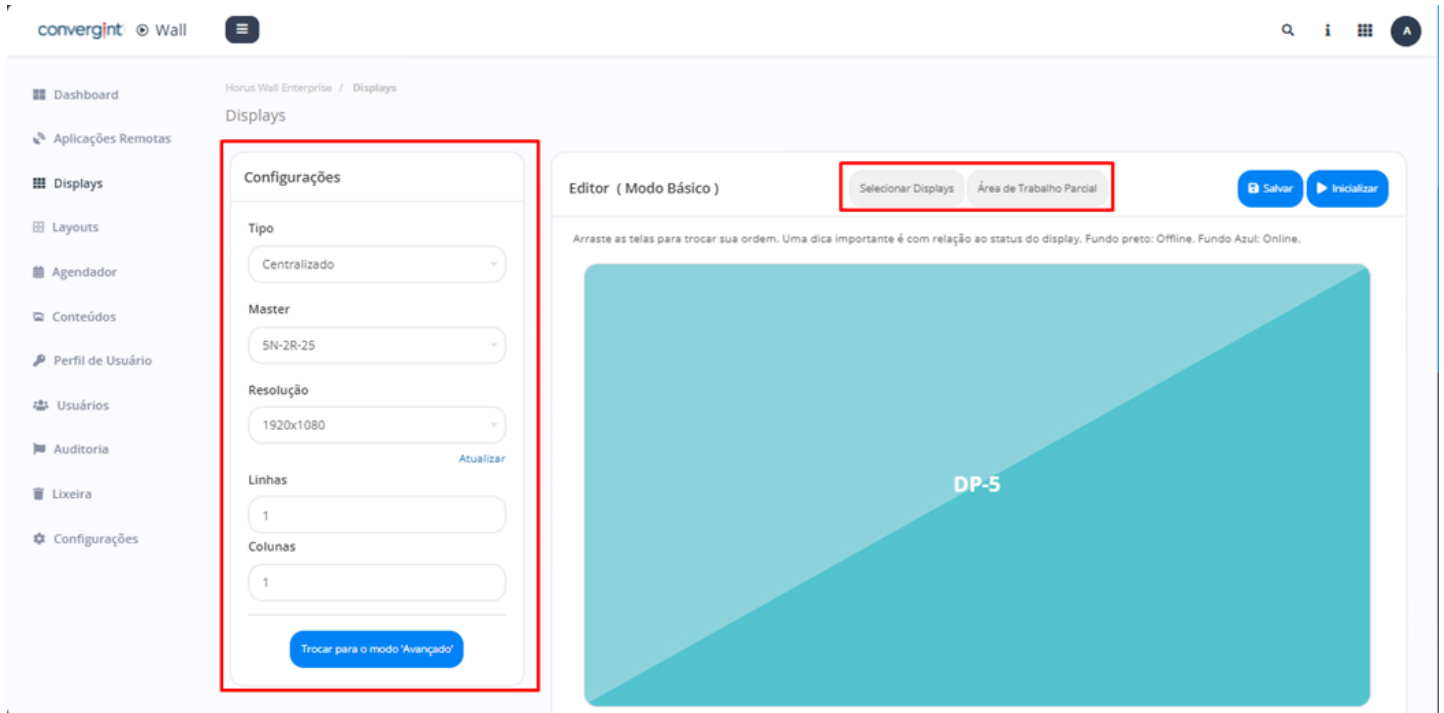 convergint Wall
A
Dashboard
Aplicações Remotas
Displays
Layouts
Agendador
Conteúdos
Perfil de Usuário
Usuários
Auditoria
Lixeira
Configurações
Horus Wall Enterprise / Displays
Displays
Configurações
Tipo
Centralizado
Master
5N-2R-25
Resolução
1920x1080
Atualizar
Linhas
1
Colunas
1
Trocar para o modo 'Avançado'
Editor ( Modo Básico )
Selecionar Displays
Área de Trabalho Parcial
Salvar
Inicializar
Arraste as telas para trocar sua ordem. Uma dica importante é com relação ao status do display. Fundo preto: Offline. Fundo Azul: Online.
DP-5